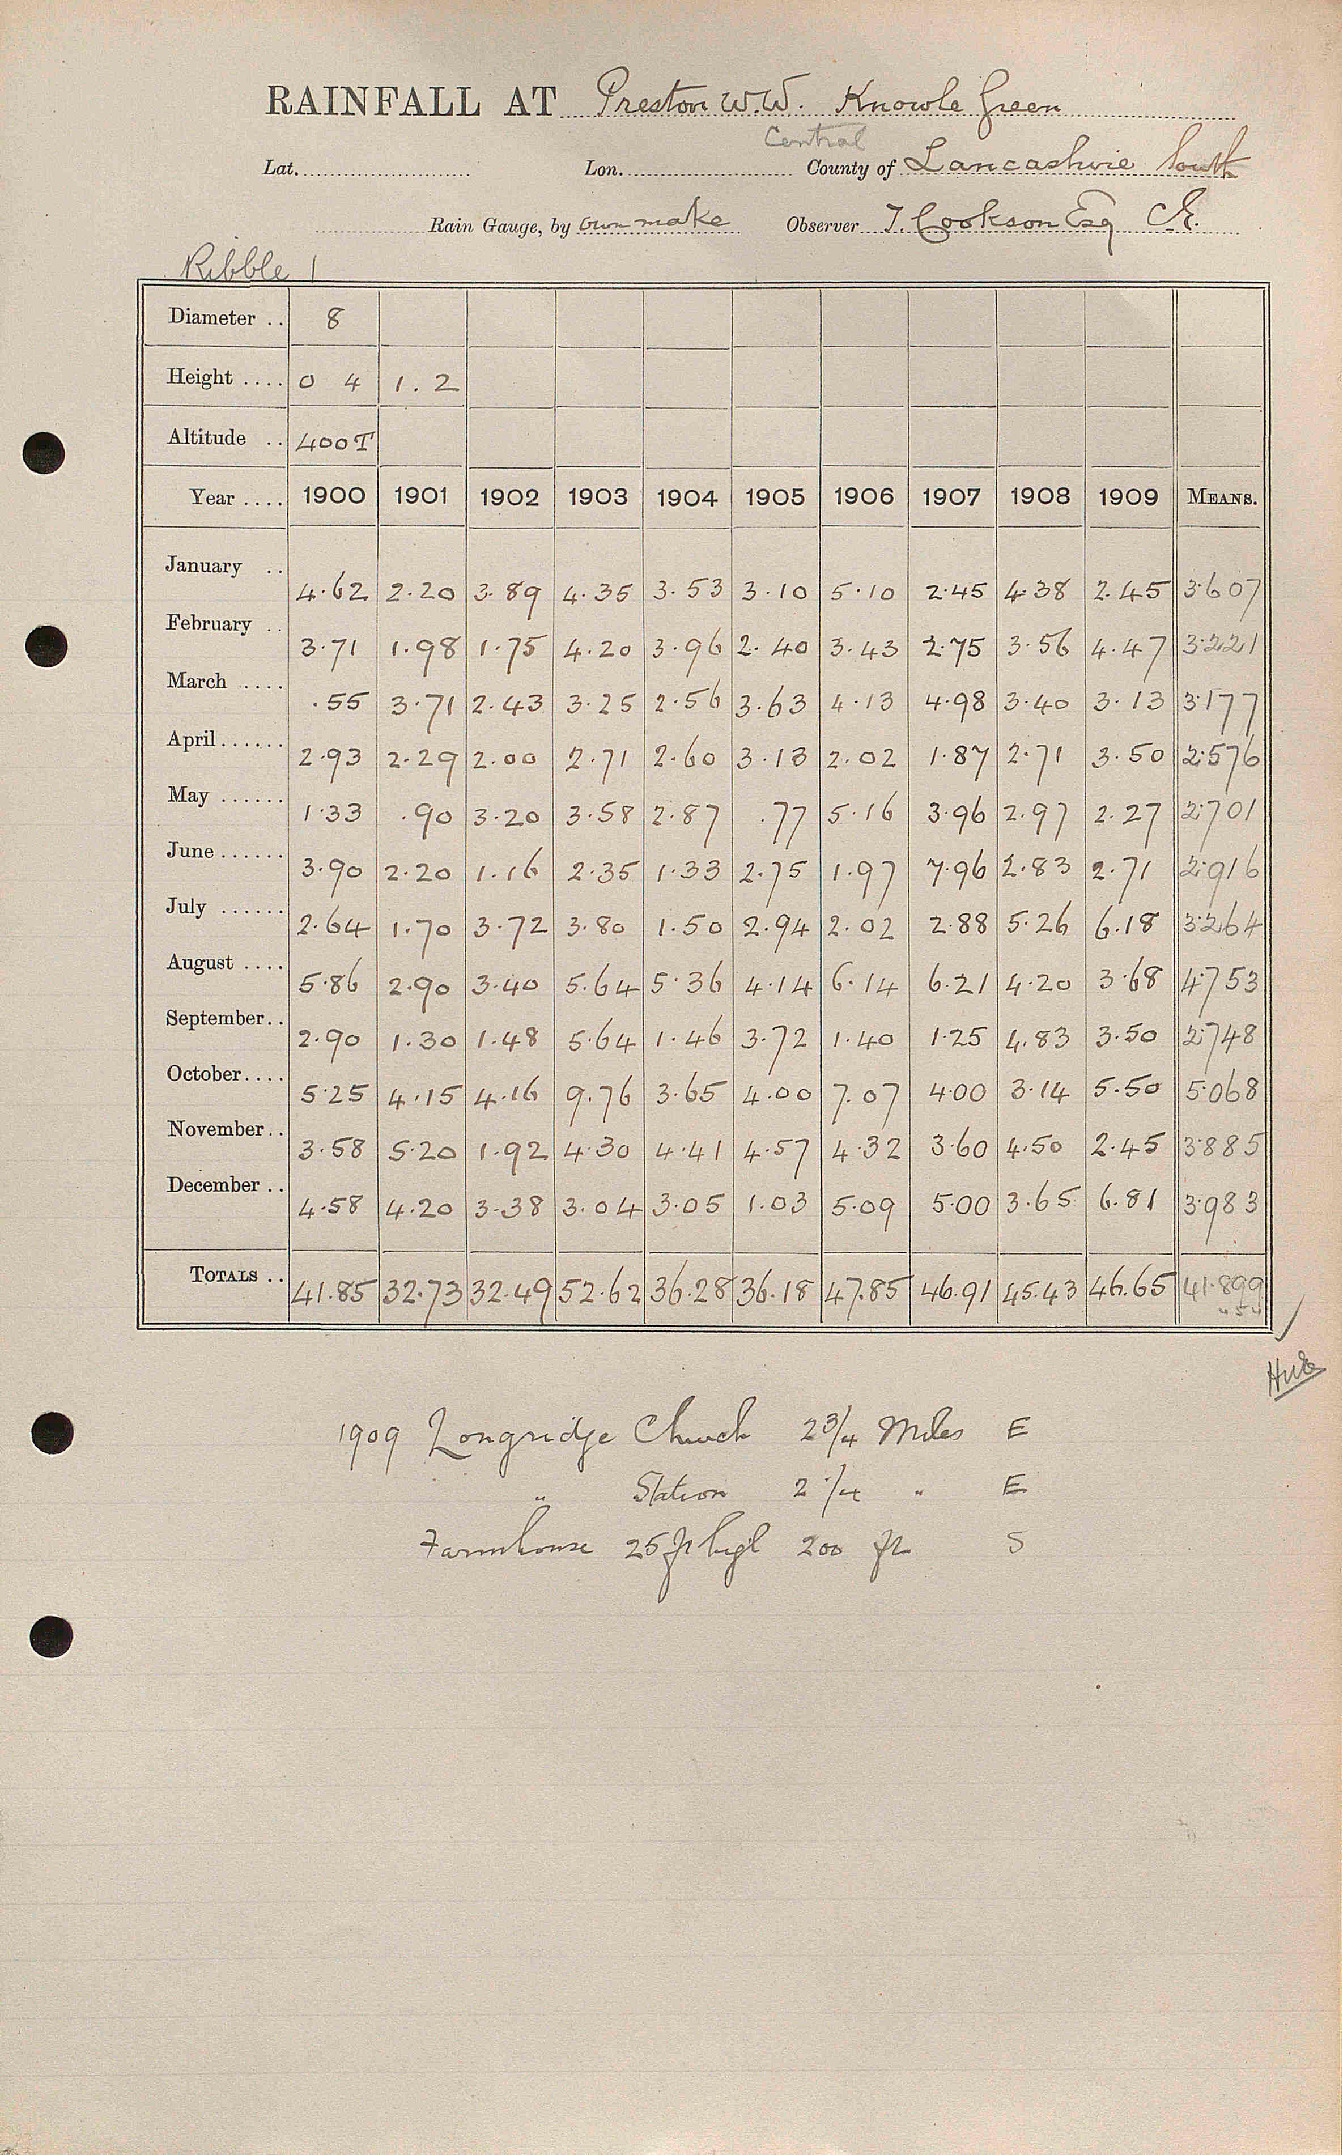 RAINFALL AT Preston W.W. Knowle Green
Central
Lat. Lon. County of Lancashire South
Rain Gauge, by Own make Observer T. Cookson Esq C.E.
Ribble 1
Diameter .. 8
Height .... 0 4 1.2
Altitude .. 400T
Year .... 1900 1901 1902 1903 1904 1905 1906 1907 1908 1909 MEANS.
January .. 4.62 2.20 3.89 4.35 3.53 3.10 5.10 2.45 4.38 2.45 3.607
February .. 3.71 1.98 1.75 4.20 3.96 2.40 3.43 2.75 3.56 4.47 3.221
March .... .55 3.71 2.43 3.25 2.56 3.63 4.13 4.98 3.40 3.13 3.177
April ...... 2.93 2.29 2.00 2.71 2.60 3.13 2.02 1.87 2.71 3.50 2.576
May ...... 1.33 .90 3.20 3.58 2.87 .77 5.16 3.96 2.97 2.27 2.701
June ...... 3.90 2.20 1.16 2.35 1.33 2.75 1.97 7.96 2.83 2.71 2.916
July ...... 2.64 1.70 3.72 3.80 1.50 2.94 2.02 2.88 5.26 6.18 3.264
August .... 5.86 2.90 3.40 5.64 5.36 4.14 6.14 6.21 4.20 3.68 4.753
September.. 2.90 1.30 1.48 5.64 1.46 3.72 1.40 1.25 4.83 3.50 2.748
October.... 5.25 4.15 4.16 9.76 3.65 4.00 7.07 4.00 3.14 5.50 5.068
November.. 3.58 5.20 1.92 4.30 4.41 4.57 4.32 3.60 4.50 2.45 3.885
December .. 4.58 4.20 3.38 3.04 3.05 1.03 5.09 5.00 3.65 6.81 3.983
TOTALS .. 41.85 32.73 32.49 52.62 36.28 36.18 47.85 46.91 45.43 46.65 41.899
1909 Longridge Church 2 3/4 Miles E
" Station 2 1/4 " E
Farmhouse 25 ft high 200 ft S